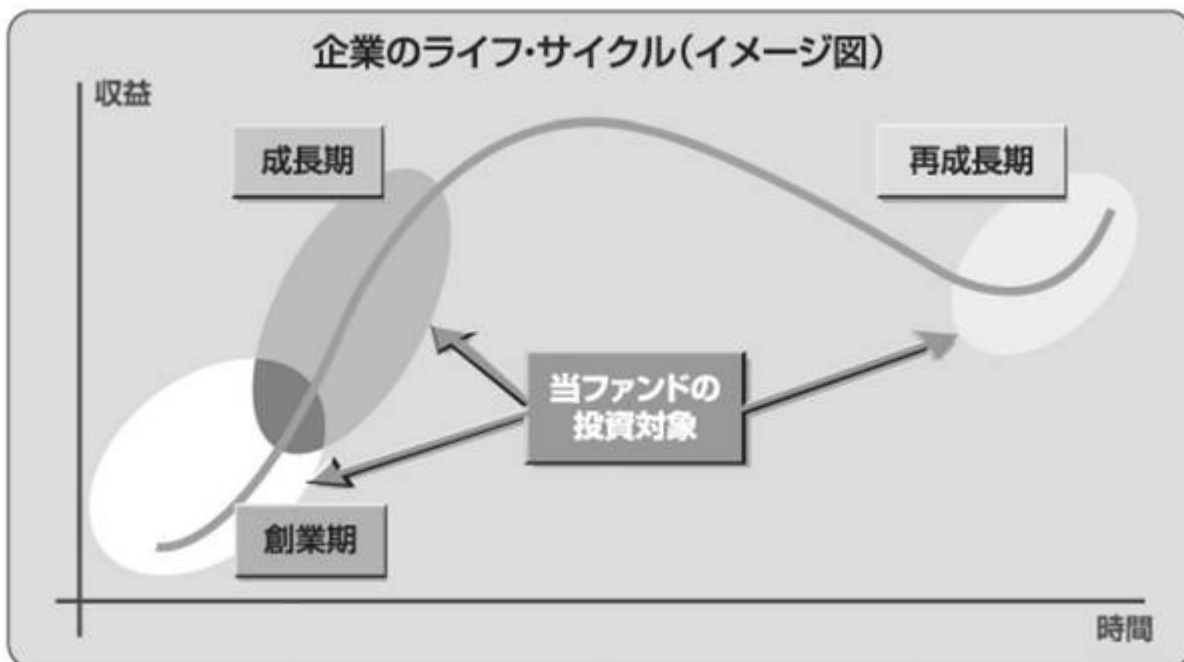 企業のライフ・サイクル(イメージ図)
収益
成長期
再成長期
当ファンドの
投資対象
創業期
時間